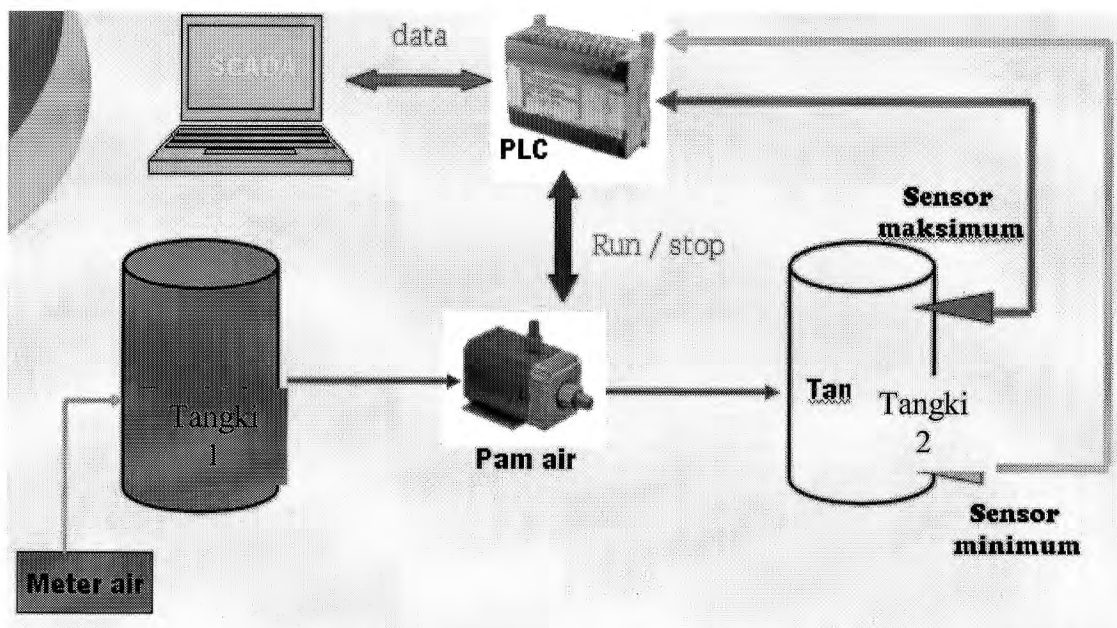 data
SCADA
PLC
Sensor
maksimum
Run / stop
Tangki
1
Tan
Tangki
2
Pam air
Sensor
minimum
Meter air